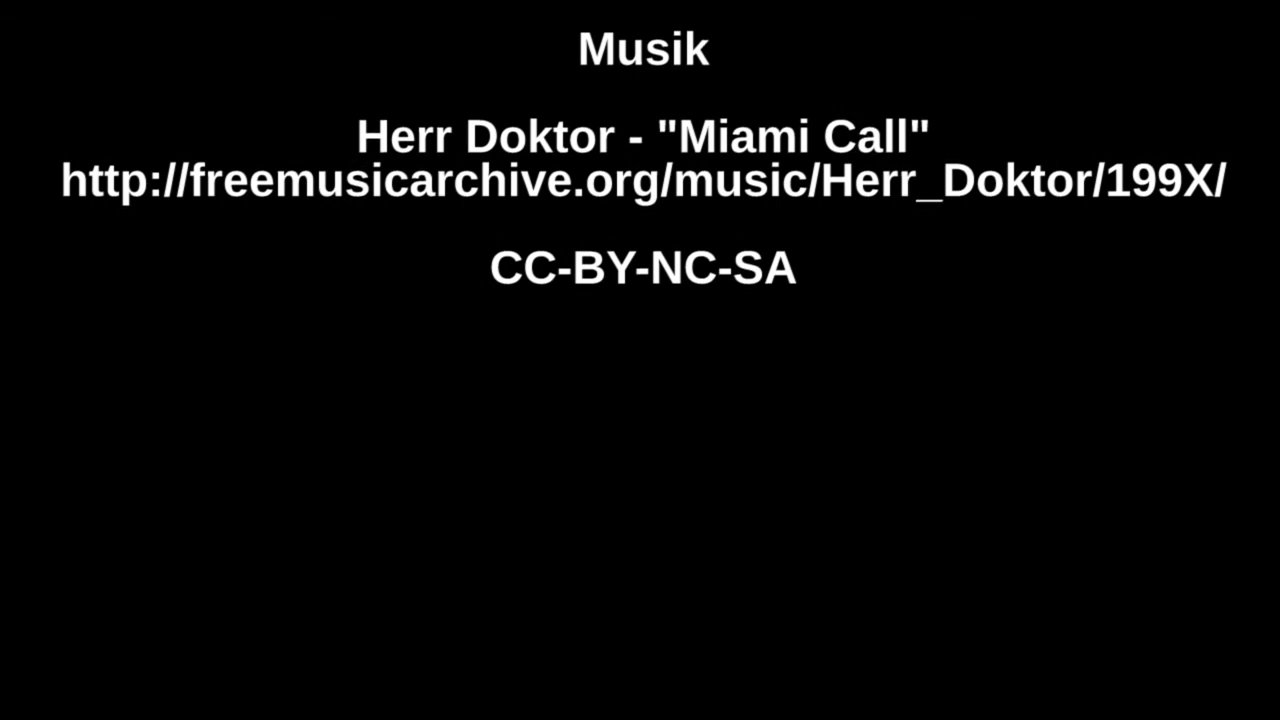 Musik
Herr Doktor - "Miami Call"
http://freemusicarchive.org/music/Herr_Doktor/199X/
CC-BY-NC-SA